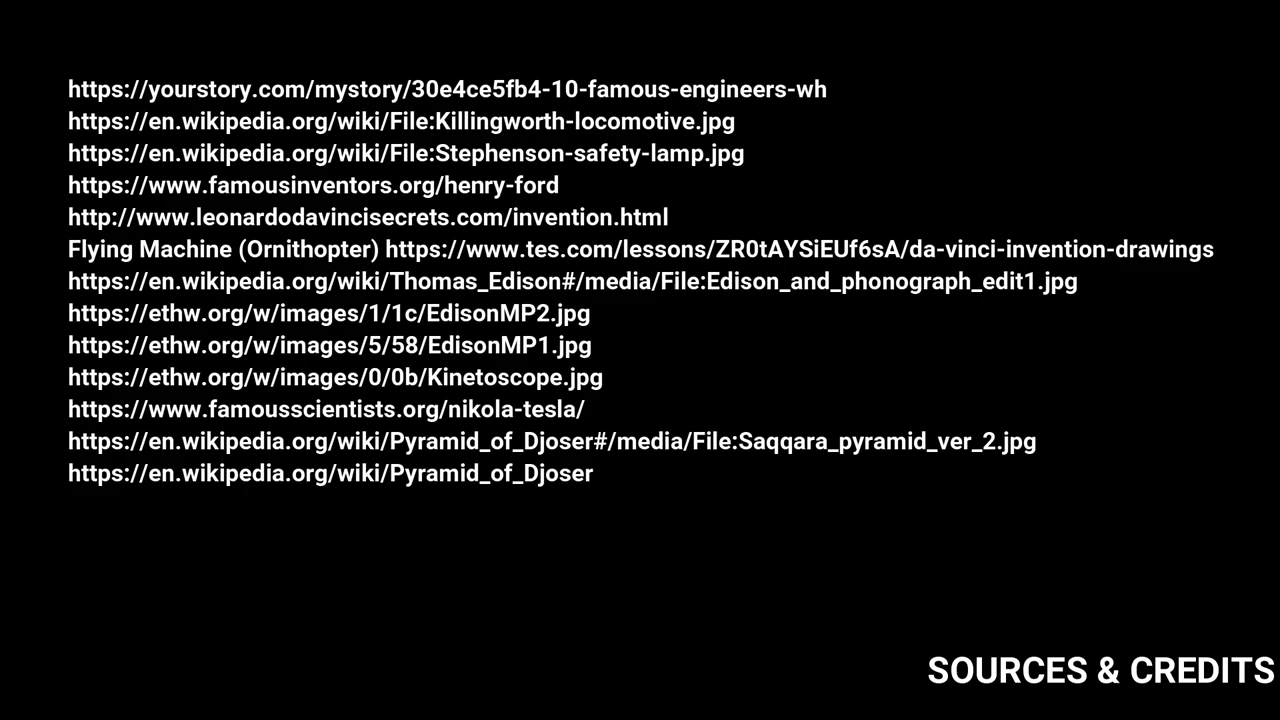 https://yourstory.com/mystory/30e4ce5fb4-10-famous-engineers-wh
https://en.wikipedia.org/wiki/File:Killingworth-locomotive.jpg
https://en.wikipedia.org/wiki/File:Stephenson-safety-lamp.jpg
https://www.famousinventors.org/henry-ford
http://www.leonardodavincisecrets.com/invention.html
Flying Machine (Ornithopter) https://www.tes.com/lessons/ZR0tAYSiEUf6sA/da-vinci-invention-drawings
https://en.wikipedia.org/wiki/Thomas_Edison#/media/File:Edison_and_phonograph_edit1.jpg
https://ethw.org/w/images/1/1c/EdisonMP2.jpg
https://ethw.org/w/images/5/58/EdisonMP1.jpg
https://ethw.org/w/images/0/0b/Kinetoscope.jpg
https://www.famousscientists.org/nikola-tesla/
https://en.wikipedia.org/wiki/Pyramid_of_Djoser#/media/File:Saqqara_pyramid_ver_2.jpg
https://en.wikipedia.org/wiki/Pyramid_of_Djoser
SOURCES & CREDITS